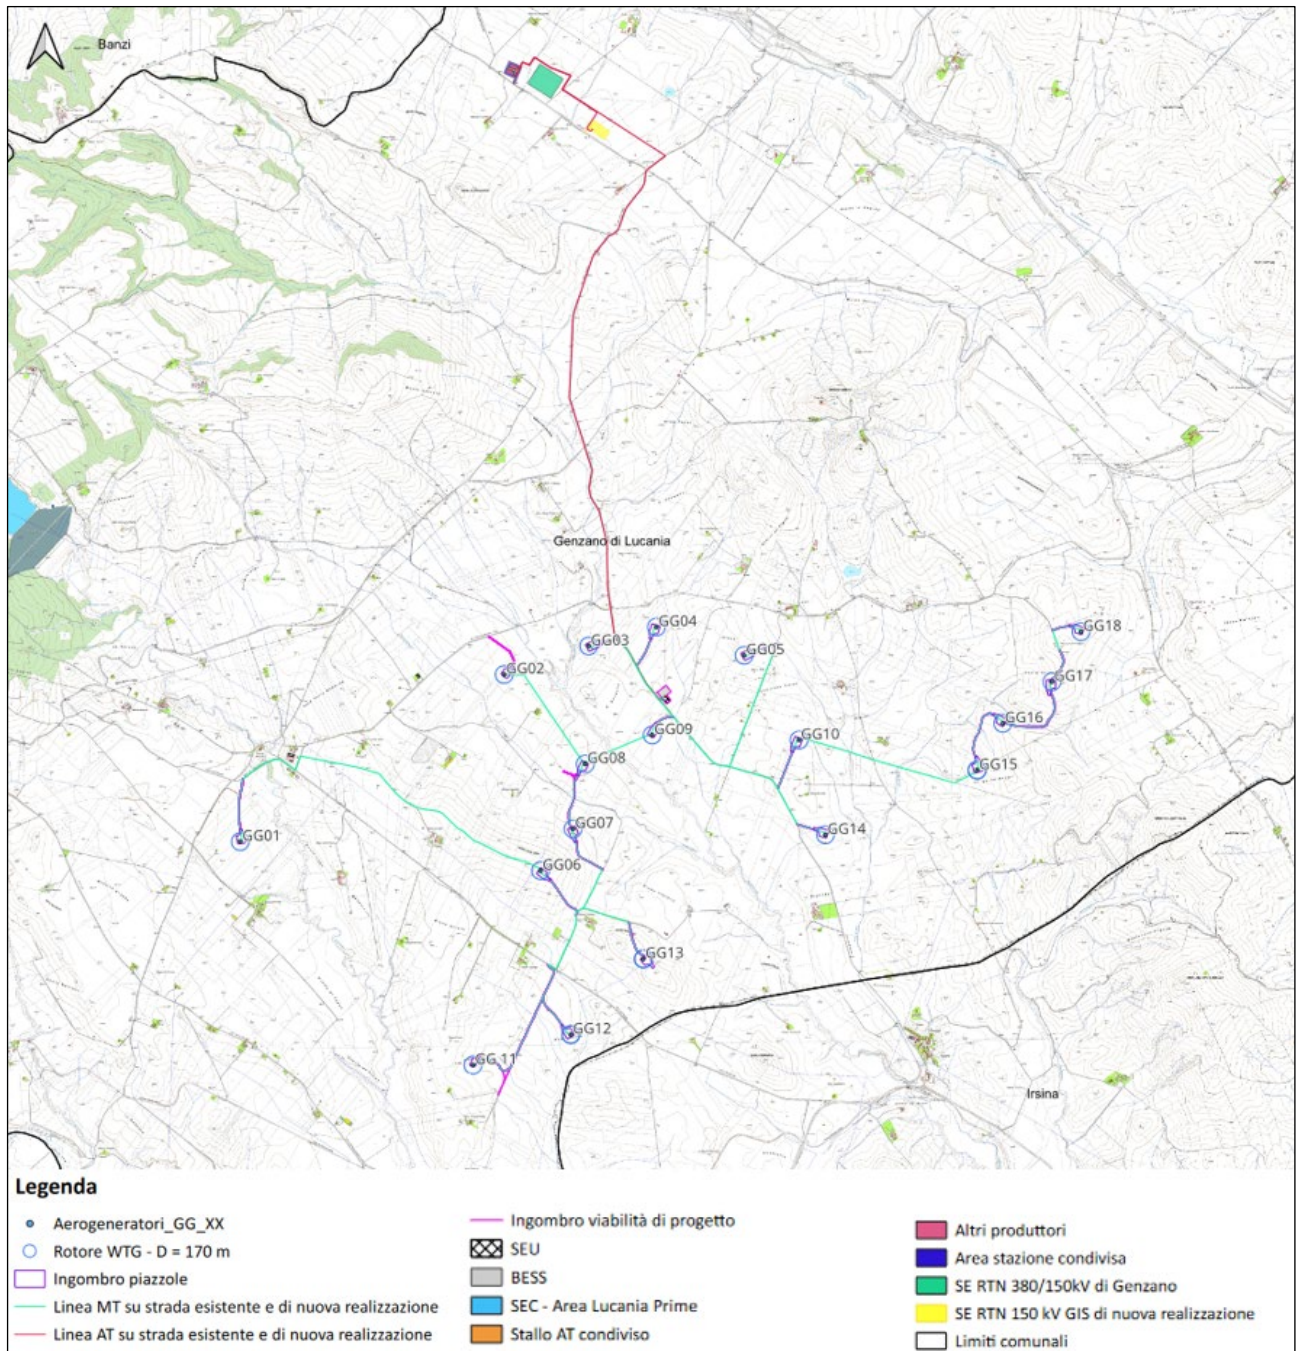 Banzi
Genzano di Lucania
GG04
GG03
GG18
GG05
GG02
GG17
GG16
GG09
GG10
GG08
GG15
GG07
GG14
GG01
GG06
GG13
GG12
GG 11
Irsina
Legenda
Aerogeneratori_GG_XX
Rotore WTG - D = 170 m
Ingombro piazzole
Linea MT su strada esistente e di nuova realizzazione
Linea AT su strada esistente e di nuova realizzazione
Ingombro viabilità di progetto
SEU
BESS
SEC - Area Lucania Prime
Stallo AT condiviso
Altri produttori
Area stazione condivisa
SE RTN 380/150kV di Genzano
SE RTN 150 kV GIS di nuova realizzazione
Limiti comunali